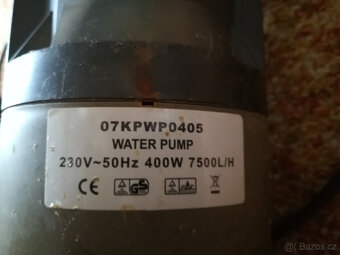 07KPWP0405
WATER PUMP
230V~50Hz 400W 7500L/H
CE
Bazos.cz